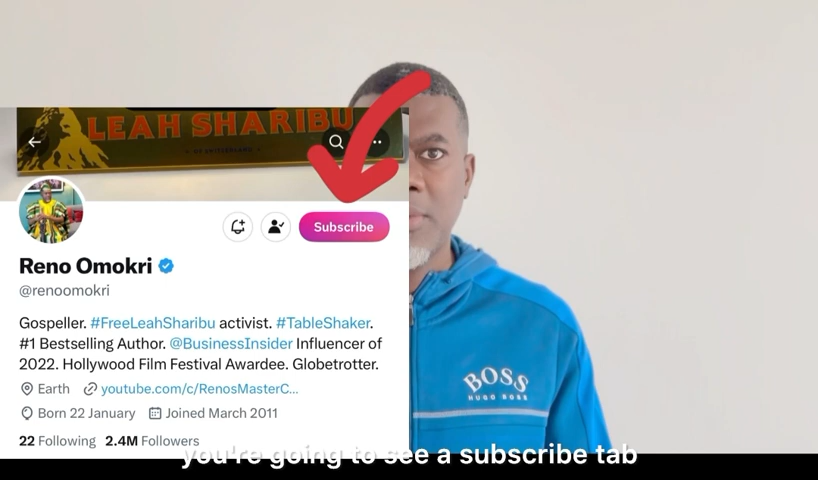 LEAH SHARIBU
Subscribe
Reno Omokri
@renoomokri
Gospeller. #FreeLeahSharibu activist. #TableShaker.
#1 Bestselling Author. @BusinessInsider Influencer of
2022. Hollywood Film Festival Awardee. Globetrotter.
Earth youtube.com/c/RenosMasterC...
Born 22 January Joined March 2011
22 Following 2.4M Followers
BOSS
HUGO BOSS
you're going to see a subscribe tab